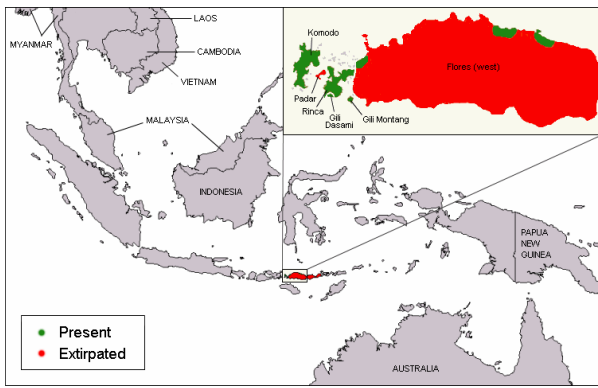 LAOS
MYANMAR
CAMBODIA
VIETNAM
MALAYSIA
INDONESIA
PAPUA
NEW
GUINEA
AUSTRALIA
Komodo
Flores (west)
Padar
Rinca
Gili
Dasami
Gili Montang
Present
Extirpated